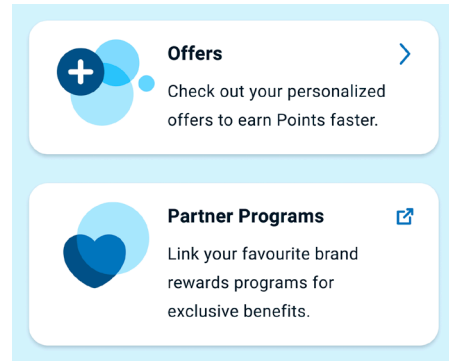 Offers
Check out your personalized
offers to earn Points faster.
Partner Programs
Link your favourite brand
rewards programs for
exclusive benefits.